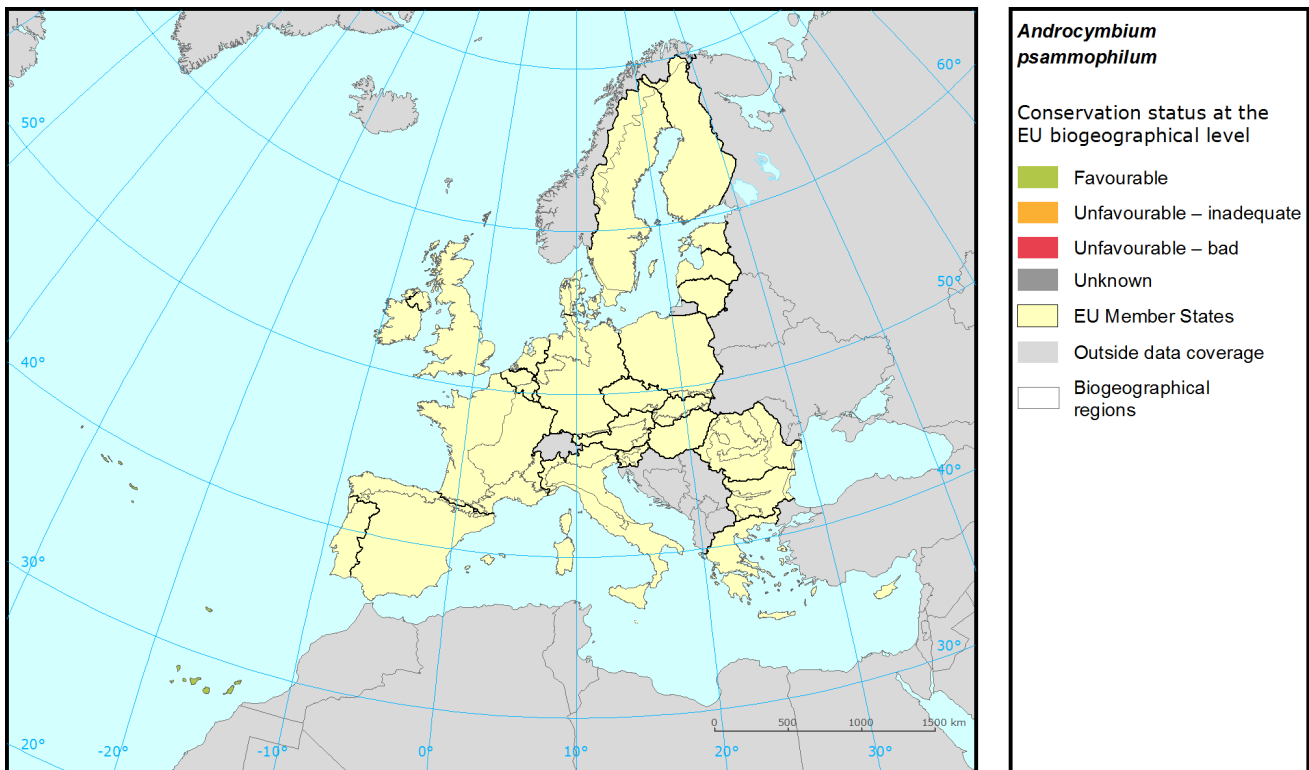 60°
50°
50°
40°
40°
30°
30°
20°
-20°
-10°
0°
10°
20°
30°
0 500 1000 1500 km
Androcymbium
psammophilum
Conservation status at the
EU biogeographical level
Favourable
Unfavourable – inadequate
Unfavourable – bad
Unknown
EU Member States
Outside data coverage
Biogeographical
regions